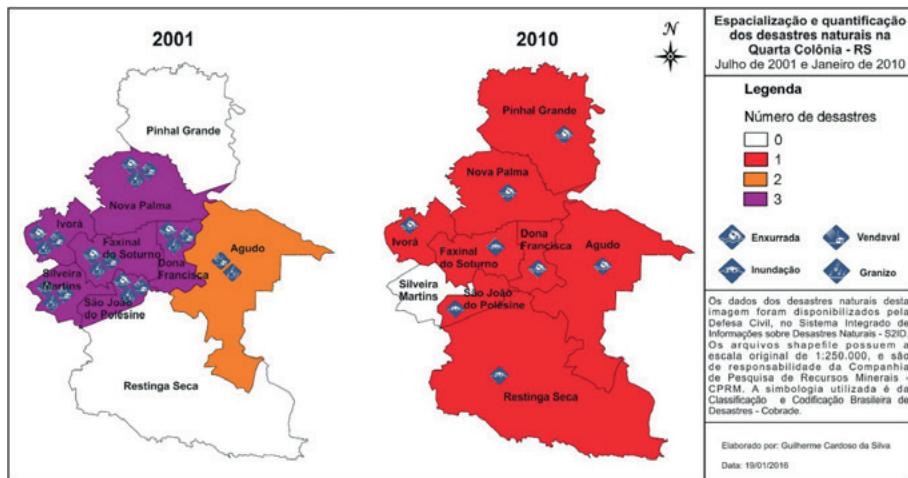 2001
Pinhal Grande
Nova Palma
Ivorá
Faxinal
do Soturno
Dona
Francisca
Agudo
Silveira
Martins
São João
do Polêsine
Restinga Seca
2010
N
Pinhal Grande
Nova Palma
Ivorá
Faxinal
do Soturno
Dona
Francisca
Agudo
Silveira
Martins
São João
do Polêsine
Restinga Seca
Espacialização e quantificação
dos desastres naturais na
Quarta Colônia - RS
Julho de 2001 e Janeiro de 2010
Legenda
Número de desastres
0
1
2
3
Enxurrada
Vendaval
Inundação
Granizo
Os dados dos desastres naturais desta
imagem foram disponibilizados pela
Defesa Civil, no Sistema Integrado de
Informações sobre Desastres Naturais - S2ID.
Os arquivos shapefile possuem a
escala original de 1:250.000, e são
de responsabilidade da Companhia
de Pesquisa de Recursos Minerais -
CPRM. A simbologia utilizada é da
Classificação e Codificação Brasileira de
Desastres - Cobrade.
Elaborado por: Guilherme Cardoso da Silva
Data: 19/01/2016